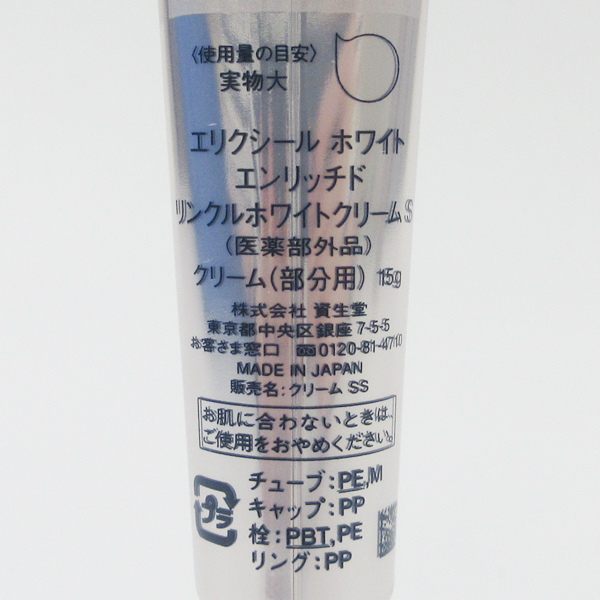 〈使用量の目安〉
実物大
エリクシール ホワイト
エンリッチド
リンクルホワイトクリーム S
(医薬部外品)
クリーム(部分用) 15g
株式会社 資生堂
東京都中央区銀座 7-5-5
お客さま窓口 ☎0120-81-4710
MADE IN JAPAN
販売名:クリーム SS
お肌に合わないときは、
ご使用をおやめください。
プラ
チューブ:PE,M
キャップ:PP
栓:PBT,PE
リング:PP